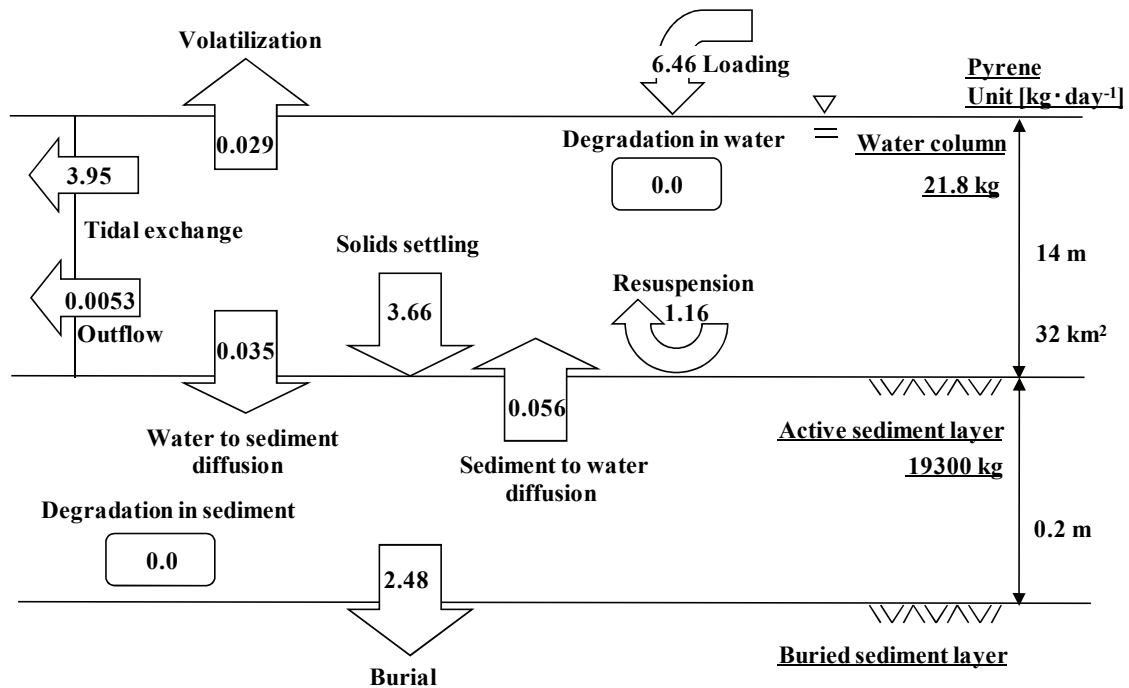 Volatilization
6.46 Loading
Pyrene
Unit [kg·day⁻¹]
0.029
Degradation in water
0.0
Water column
21.8 kg
3.95
Tidal exchange
Solids settling
14 m
0.0053
Outflow
0.035
3.66
Resuspension
1.16
32 km²
0.056
Water to sediment
diffusion
Sediment to water
diffusion
Active sediment layer
19300 kg
Degradation in sediment
0.0
0.2 m
2.48
Burial
Buried sediment layer